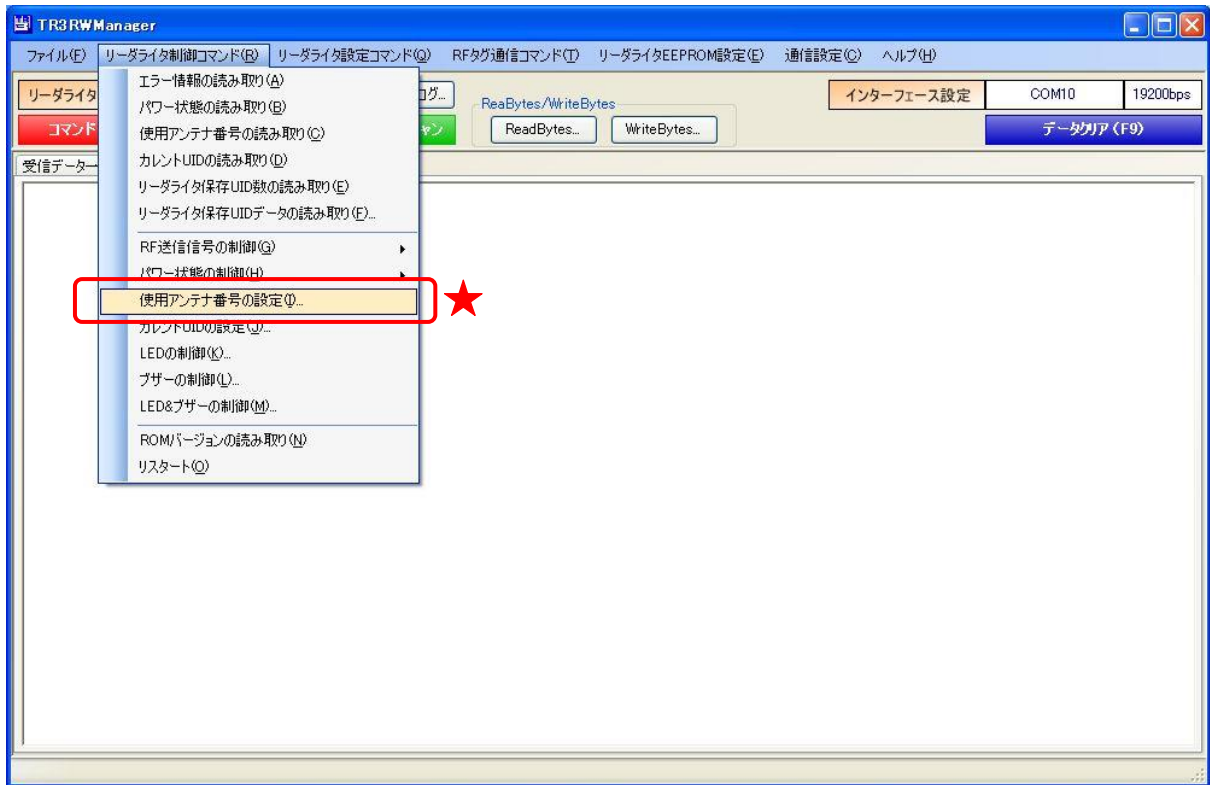 TR3RWManager
ファイル(F) リーダライタ制御コマンド(R) リーダライタ設定コマンド(Q) RFタグ通信コマンド(T) リーダライタEEPROM設定(E) 通信設定(C) ヘルプ(H)
リーダライタ
ログ... ReaBytes/WriteBytes
インターフェース設定 COM10 19200bps
コマンド
ReadBytes... WriteBytes... データクリア(F9)
受信データ
エラー情報の読み取り(A)
パワー状態の読み取り(B)
使用アンテナ番号の読み取り(C)
カレントUIDの読み取り(D)
リーダライタ保存UID数の読み取り(E)
リーダライタ保存UIDデータの読み取り(F)...
RF送信信号の制御(G)
パワー状態の制御(H)
使用アンテナ番号の設定(I)...
カレントUIDの設定(J)...
LEDの制御(K)...
ブザーの制御(L)...
LED&ブザーの制御(M)...
ROMバージョンの読み取り(N)
リスタート(O)